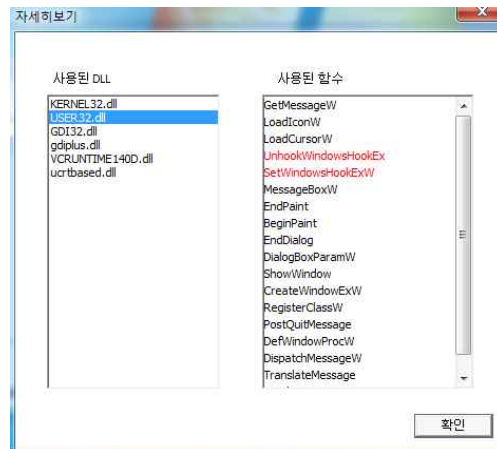 자세히보기
사용된 DLL
KERNEL32.dll
USER32.dll
GDI32.dll
gdiplus.dll
VCRUNTIME140D.dll
ucrtbased.dll
사용된 함수
GetMessageW
LoadIconW
LoadCursorW
UnhookWindowsHookEx
SetWindowsHookExW
MessageBoxW
EndPaint
BeginPaint
EndDialog
DialogBoxParamW
ShowWindow
CreateWindowExW
RegisterClassW
PostQuitMessage
DefWindowProcW
DispatchMessageW
TranslateMessage
확인